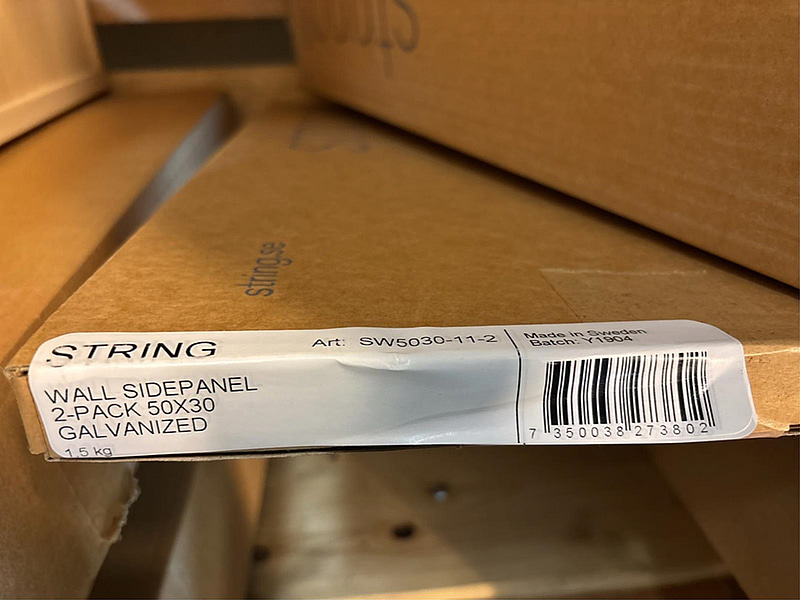 string.se
STRING
Art: SW5030-11-2
WALL SIDEPANEL
2-PACK 50X30
GALVANIZED
1,5 kg
Made in Sweden
Batch: Y1904
7 350038 273802